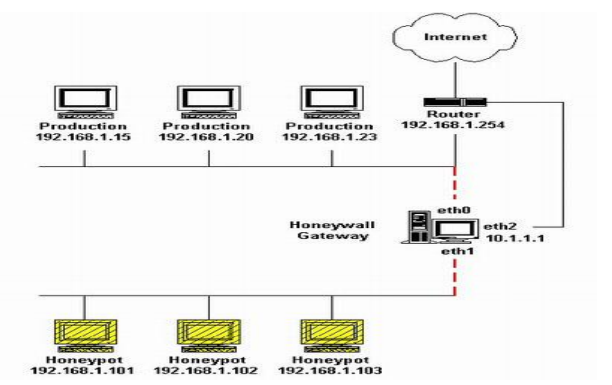 Internet
Production
192.168.1.15
Production
192.168.1.20
Production
192.168.1.23
Router
192.168.1.254
Honeywall
Gateway
eth0
eth2
10.1.1.1
eth1
Honeypot
192.168.1.101
Honeypot
192.168.1.102
Honeypot
192.168.1.103